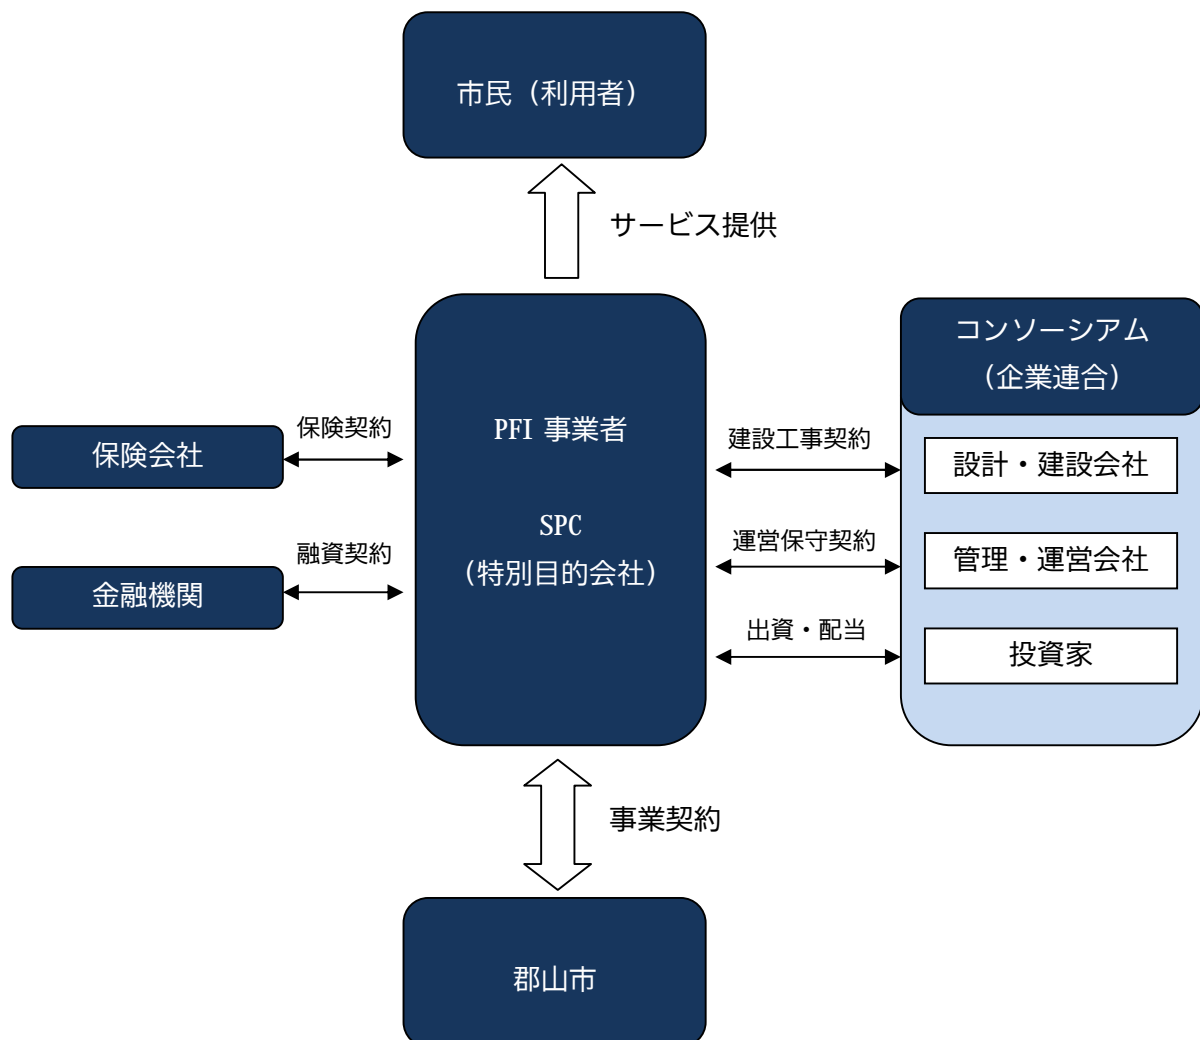 市民（利用者）
サービス提供
コンソーシアム
（企業連合）
保険契約
PFI 事業者
建設工事契約
保険会社
設計・建設会社
SPC
運営保守契約
融資契約
（特別目的会社）
管理・運営会社
金融機関
出資・配当
投資家
事業契約
郡山市